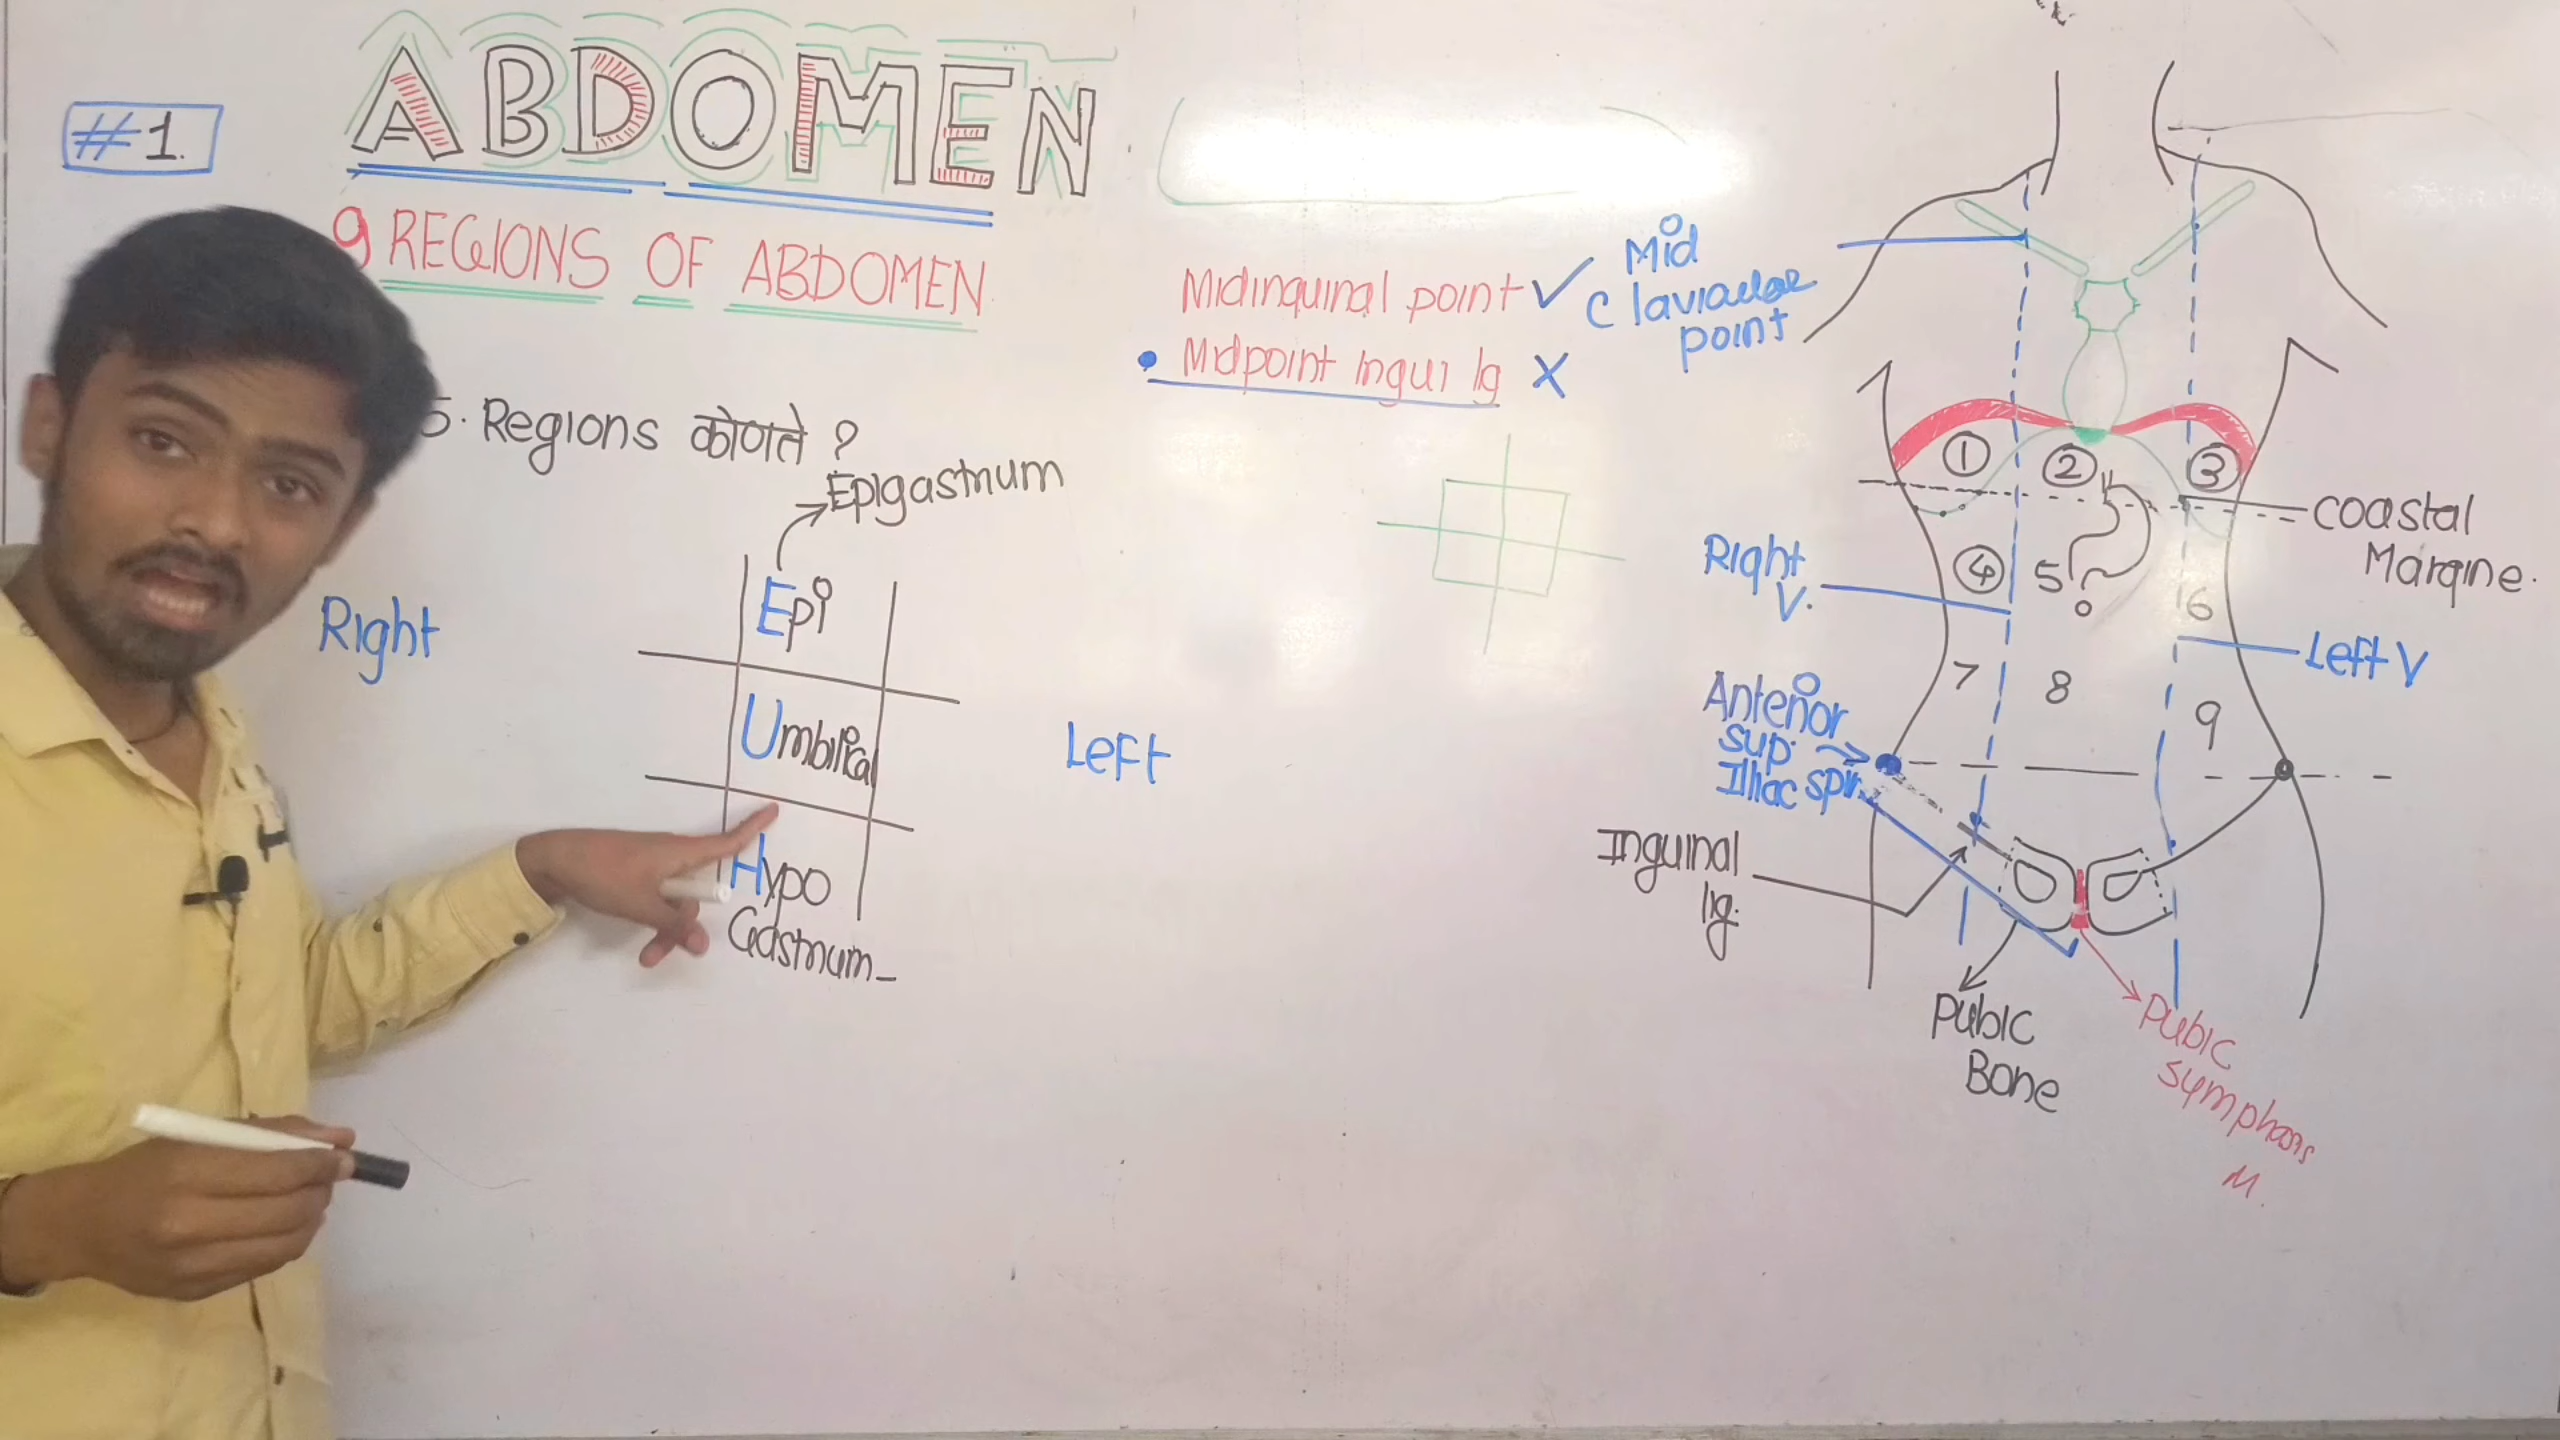 #1.
ABDOMEN
9 REGIONS OF ABDOMEN
5. Regions कोणते ?
Epigastrium
Epi
Umbilical
Hypo
Gastrium
Right
Left
Midinguinal point ✓
• Midpoint Ingui lg X
Mid
Clavicular
point
1 2 3
4 5 6
7 8 9
Coastal
Margine.
Right
V.
Left V
Anterior
sup.
Illiac spi
Inguinal
lg.
Pubic
Bone
Pubic
symphasis
M.